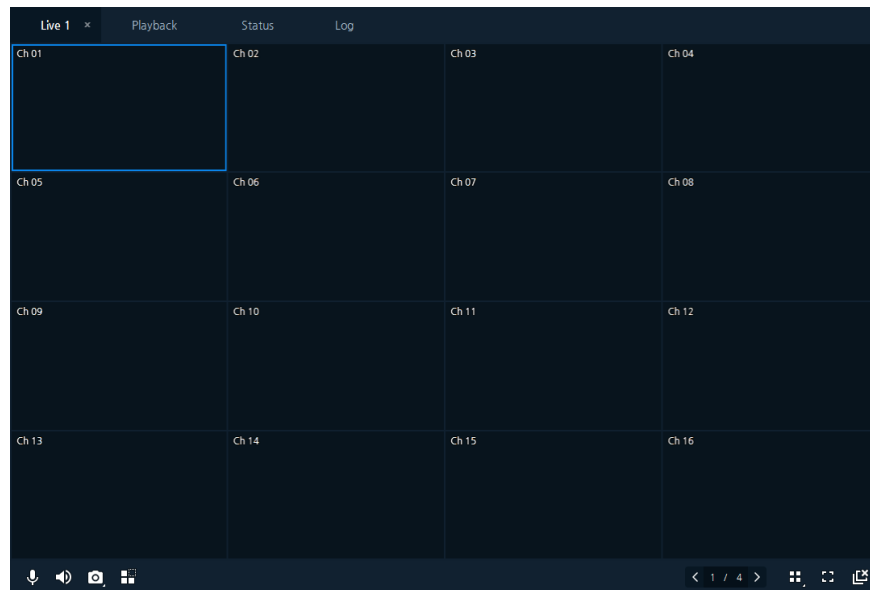 Live 1 × Playback Status Log
Ch 01 Ch 02 Ch 03 Ch 04
Ch 05 Ch 06 Ch 07 Ch 08
Ch 09 Ch 10 Ch 11 Ch 12
Ch 13 Ch 14 Ch 15 Ch 16
1 / 4